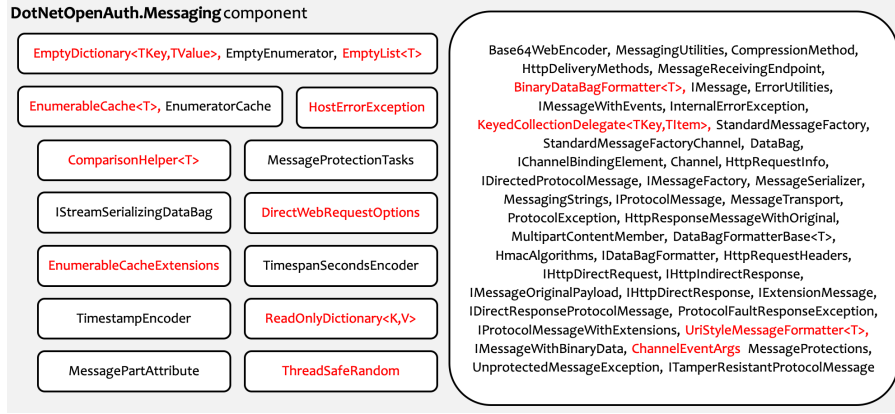 DotNetOpenAuth.Messaging component
EmptyDictionary<TKey,TValue>, EmptyEnumerator, EmptyList<T>
EnumerableCache<T>, EnumeratorCache
HostErrorException
ComparisonHelper<T>
MessageProtectionTasks
IStreamSerializingDataBag
DirectWebRequestOptions
EnumerableCacheExtensions
TimespanSecondsEncoder
TimestampEncoder
ReadOnlyDictionary<K,V>
MessagePartAttribute
ThreadSafeRandom
Base64WebEncoder, MessagingUtilities, CompressionMethod,
HttpDeliveryMethods, MessageReceivingEndpoint,
BinaryDataBagFormatter<T>, IMessage, ErrorUtilities,
IMessageWithEvents, InternalErrorException,
KeyedCollectionDelegate<TKey,TItem>, StandardMessageFactory,
StandardMessageFactoryChannel, DataBag,
IChannelBindingElement, Channel, HttpRequestInfo,
IDirectedProtocolMessage, IMessageFactory, MessageSerializer,
MessagingStrings, IProtocolMessage, MessageTransport,
ProtocolException, HttpResponseMessageWithOriginal,
MultipartContentMember, DataBagFormatterBase<T>,
HmacAlgorithms, IDataBagFormatter, HttpRequestHeaders,
IHttpDirectRequest, IHttpIndirectResponse,
IMessageOriginalPayload, IHttpDirectResponse, IExtensionMessage,
IDirectResponseProtocolMessage, ProtocolFaultResponseException,
IProtocolMessageWithExtensions, UriStyleMessageFormatter<T>,
IMessageWithBinaryData, ChannelEventArgs MessageProtections,
UnprotectedMessageException, ITamperResistantProtocolMessage